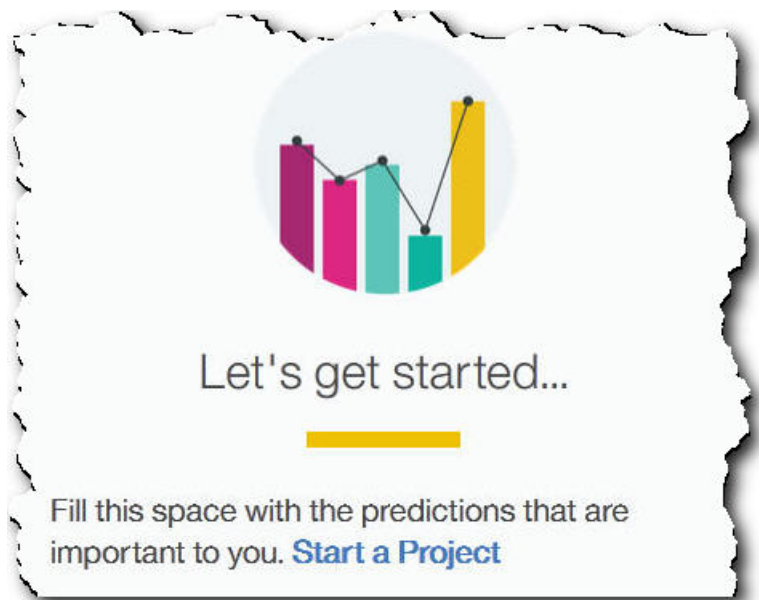 Let's get started...
Fill this space with the predictions that are
important to you. Start a Project